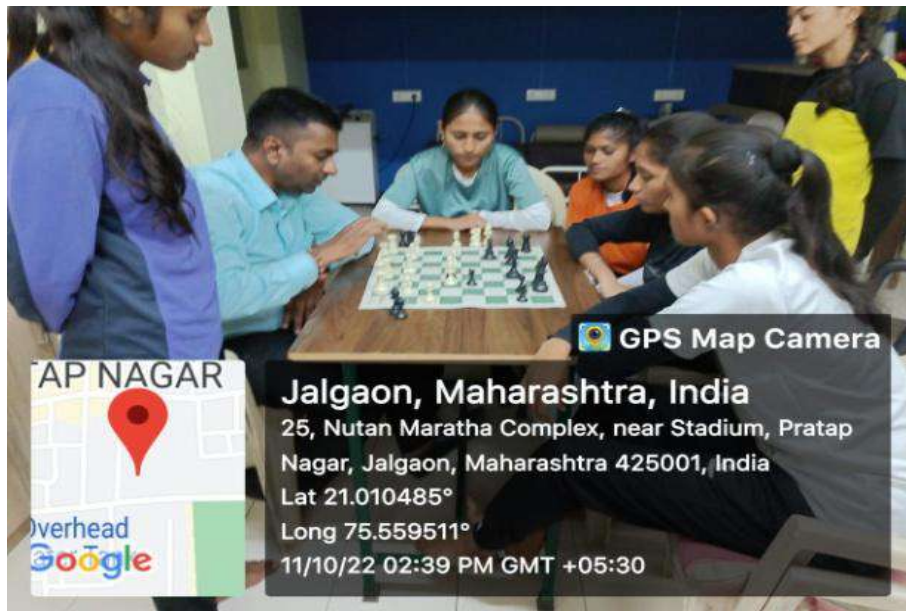 GPS Map Camera
AP NAGAR
Jalgaon, Maharashtra, India
25, Nutan Maratha Complex, near Stadium, Pratap
Nagar, Jalgaon, Maharashtra 425001, India
Lat 21.010485°
Long 75.559511°
11/10/22 02:39 PM GMT +05:30
Overhead
Google